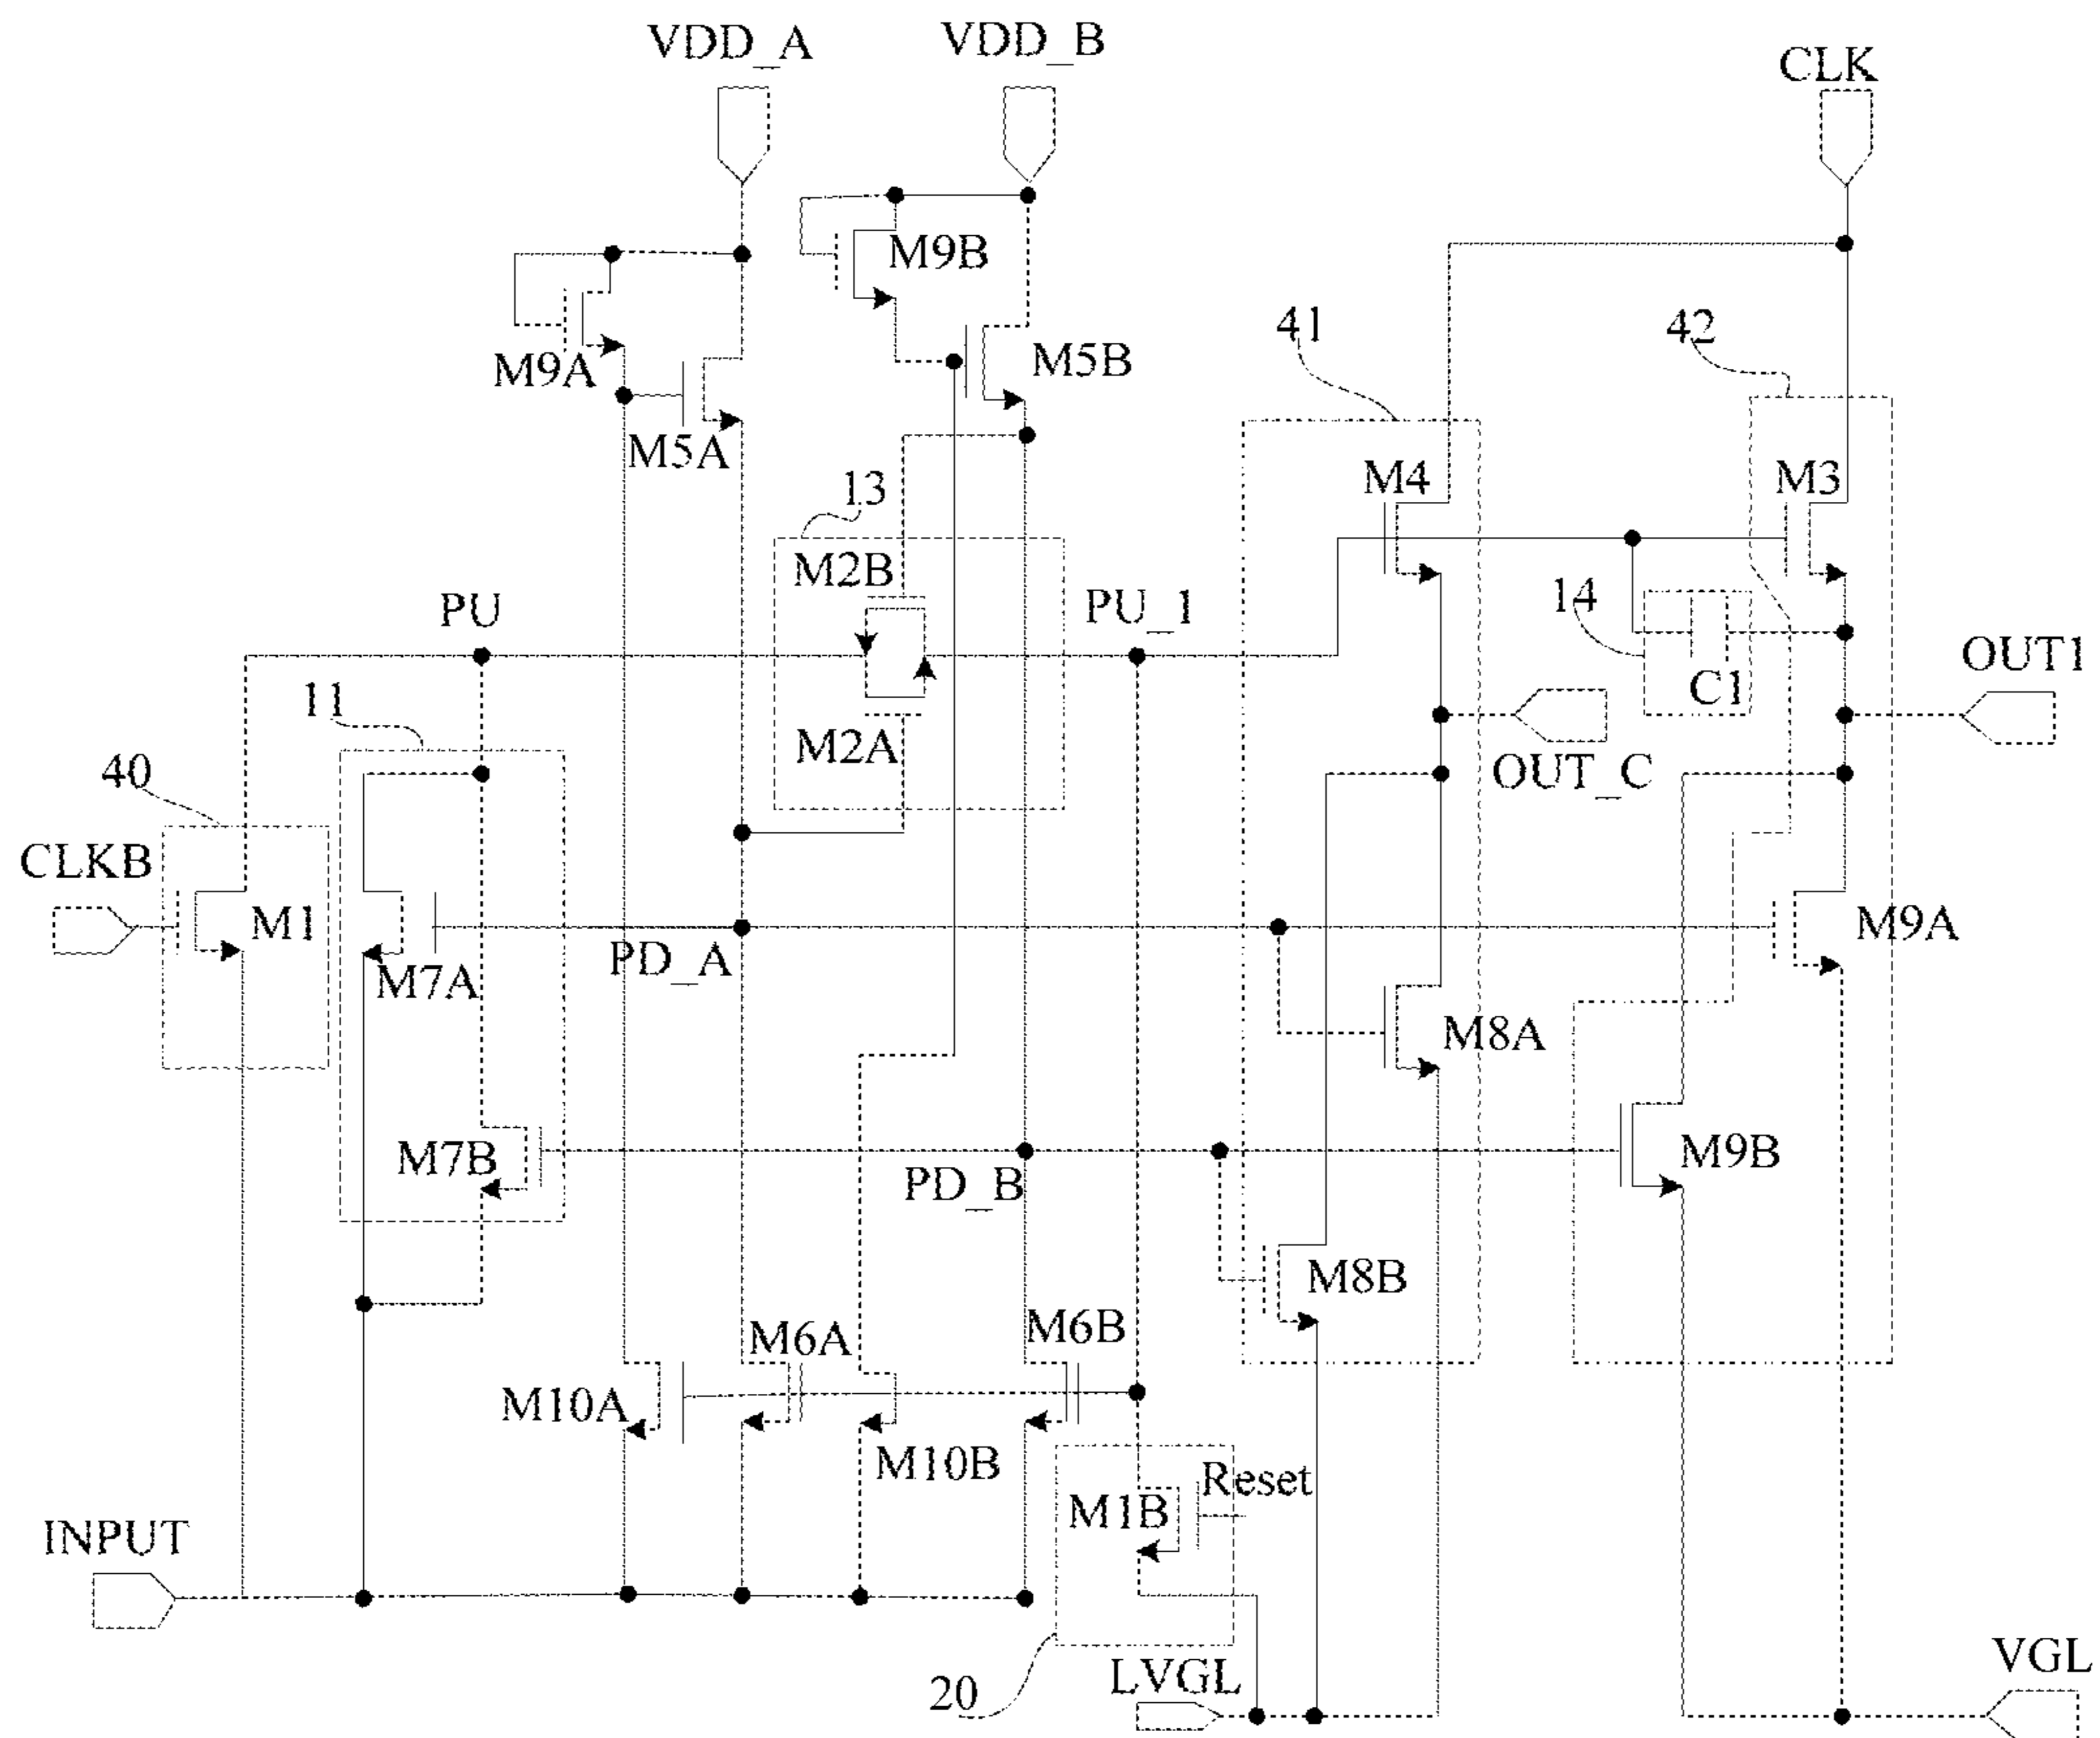 VDD_A
VDD_B
CLK
M9B
M9A
M5B
M5A
41
42
M4
M3
13
M2B
PU
PU_1
14
C1
OUT1
11
M2A
OUT_C
40
CLKB
M1
M7A
PD_A
M9A
M8A
M7B
PD_B
M9B
M8B
M6A
M6B
M10A
M10B
Reset
M1B
INPUT
20
LVGL
VGL